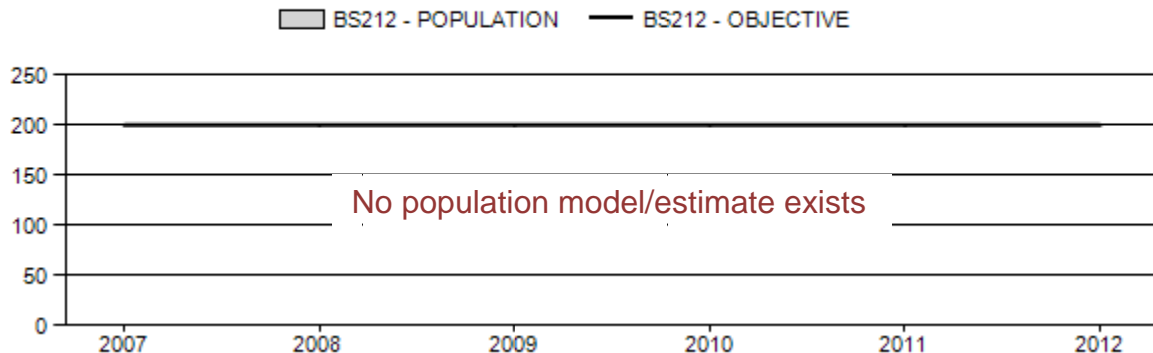 BS212 - POPULATION BS212 - OBJECTIVE
250
200
150
No population model/estimate exists
100
50
0
2007 2008 2009 2010 2011 2012